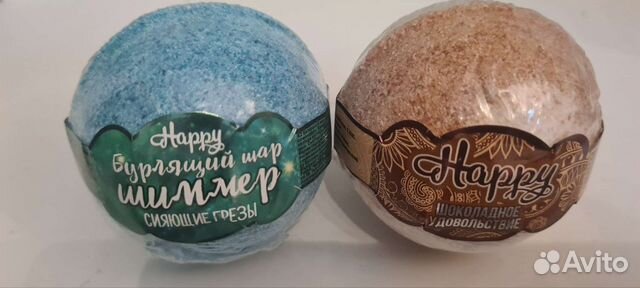 Happy
Бурлящий шар
шиммер
СИЯЮЩИЕ ГРЕЗЫ
Happy
ШОКОЛАДНОЕ
УДОВОЛЬСТВИЕ
Avito